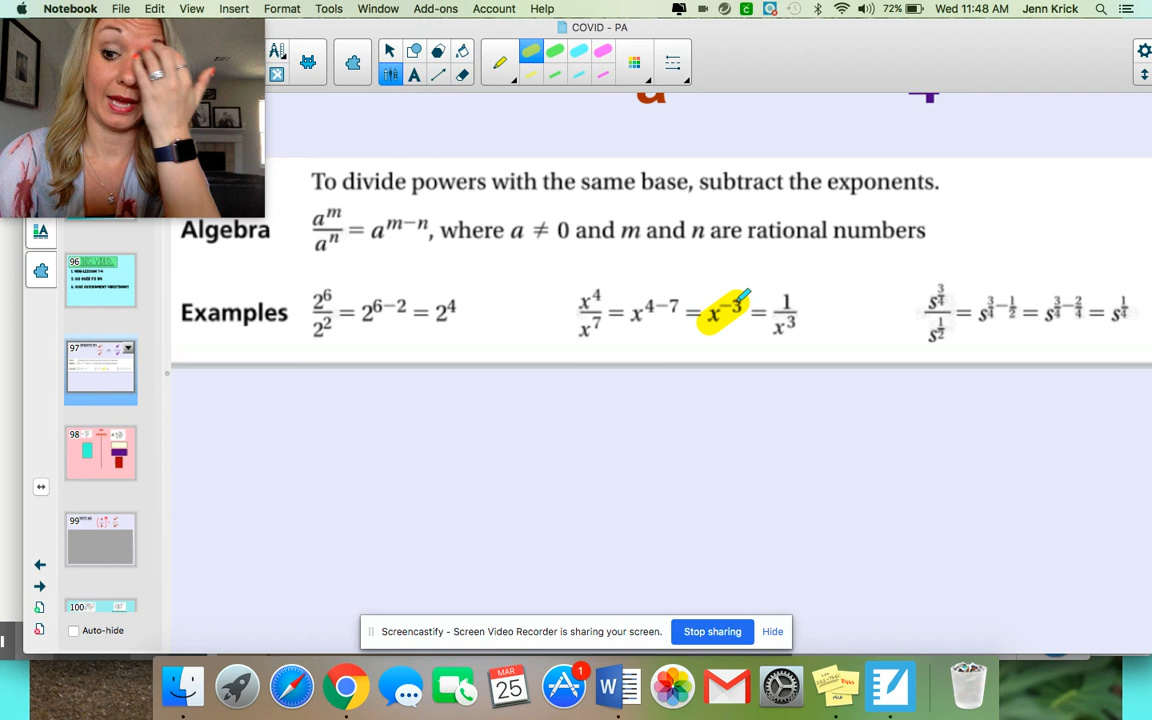 Notebook File Edit View Insert Format Tools Window Add-ons Account Help 72% Wed 11:48 AM Jenn Krick
COVID - PA
To divide powers with the same base, subtract the exponents.
Algebra a^m/a^n = a^{m−n}, where a ≠ 0 and m and n are rational numbers
Examples 2^6/2^2 = 2^{6−2} = 2^4 x^4/x^7 = x^{4−7} = x^{−3} = 1/x^3 s^{3/4}/s^{1/2} = s^{3/4−1/2} = s^{3/4−2/4} = s^{1/4}
96
97
98
99
100
Auto-hide
Screencastify - Screen Video Recorder is sharing your screen. Stop sharing Hide
MAR
25
1